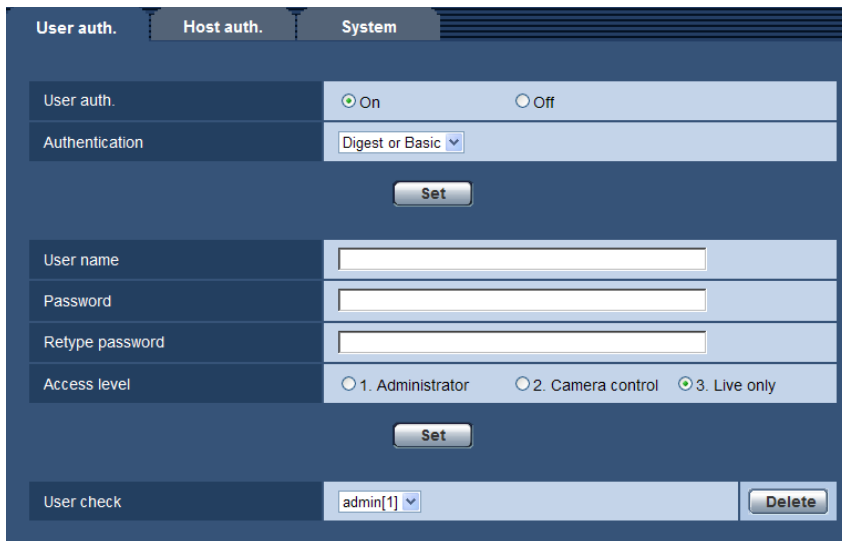 User auth. Host auth. System
User auth. On Off
Authentication Digest or Basic
Set
User name
Password
Retype password
Access level 1. Administrator 2. Camera control 3. Live only
Set
User check admin[1] Delete